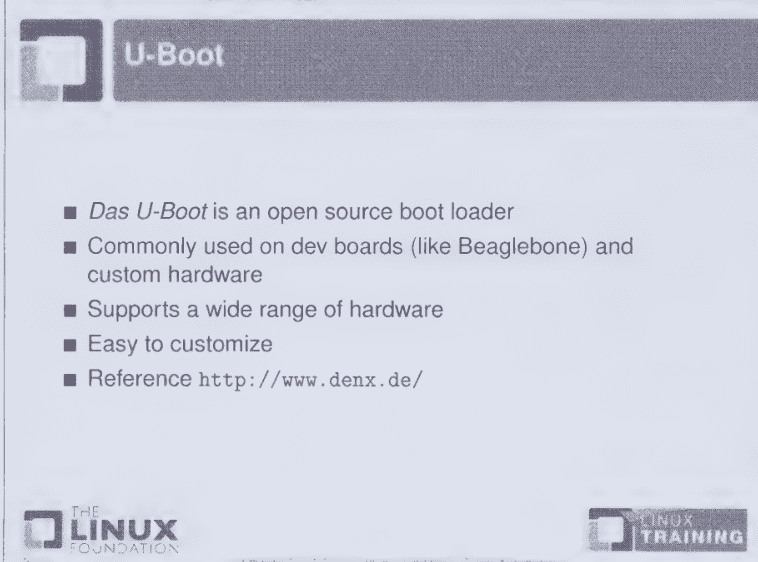 U-Boot
■ Das U-Boot is an open source boot loader
■ Commonly used on dev boards (like Beaglebone) and
custom hardware
■ Supports a wide range of hardware
■ Easy to customize
■ Reference http://www.denx.de/
THE
LINUX
FOUNDATION
LINUX
TRAINING